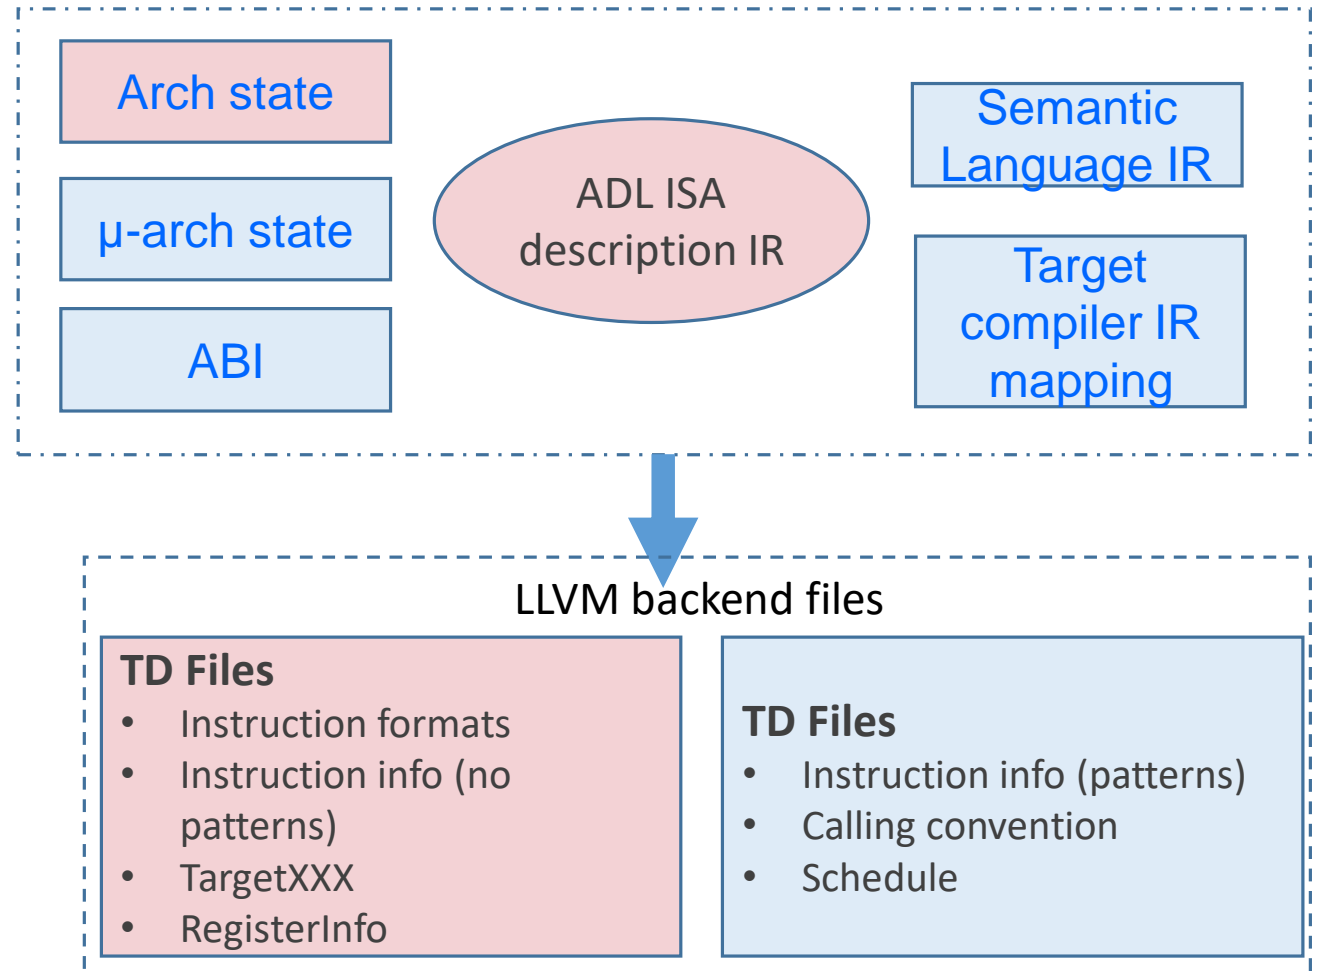 Arch state
µ-arch state
ABI
ADL ISA
description IR
Semantic
Language IR
Target
compiler IR
mapping
LLVM backend files
TD Files
• Instruction formats
• Instruction info (no
patterns)
• TargetXXX
• RegisterInfo
TD Files
• Instruction info (patterns)
• Calling convention
• Schedule